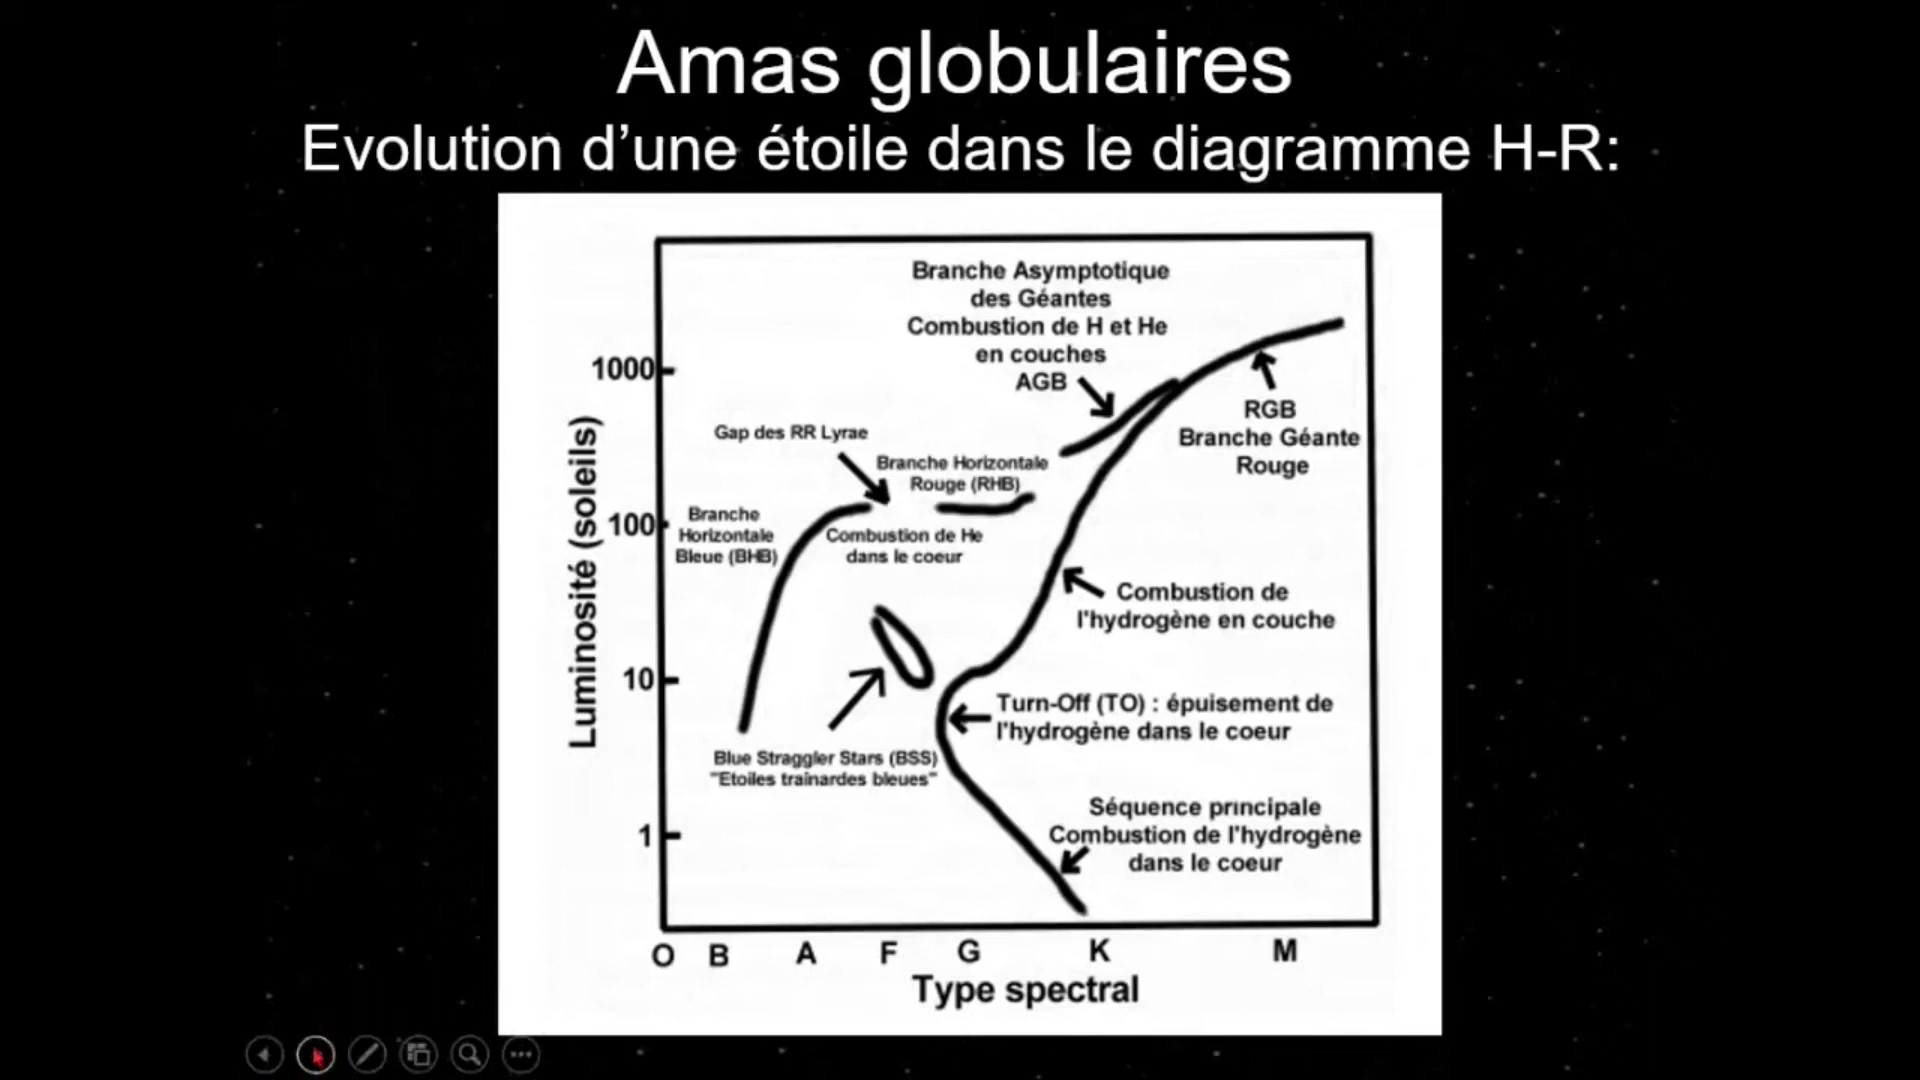 Amas globulaires
Evolution d’une étoile dans le diagramme H-R:
Branche Asymptotique
des Géantes
Combustion de H et He
en couches
AGB
1000
RGB
Branche Géante
Rouge
Gap des RR Lyrae
Branche Horizontale
Rouge (RHB)
Branche
Horizontale
Bleue (BHB)
100
Combustion de He
dans le coeur
Luminosité (soleils)
Combustion de
l'hydrogène en couche
10
Turn-Off (TO) : épuisement de
l'hydrogène dans le coeur
Blue Straggler Stars (BSS)
"Etoiles traînardes bleues"
Séquence principale
Combustion de l'hydrogène
dans le coeur
1
O B A F G K M
Type spectral